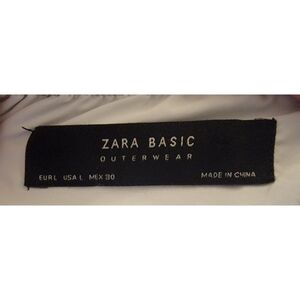 ZARA BASIC
OUTERWEAR
EUR L USA L MEX 30 MADE IN CHINA